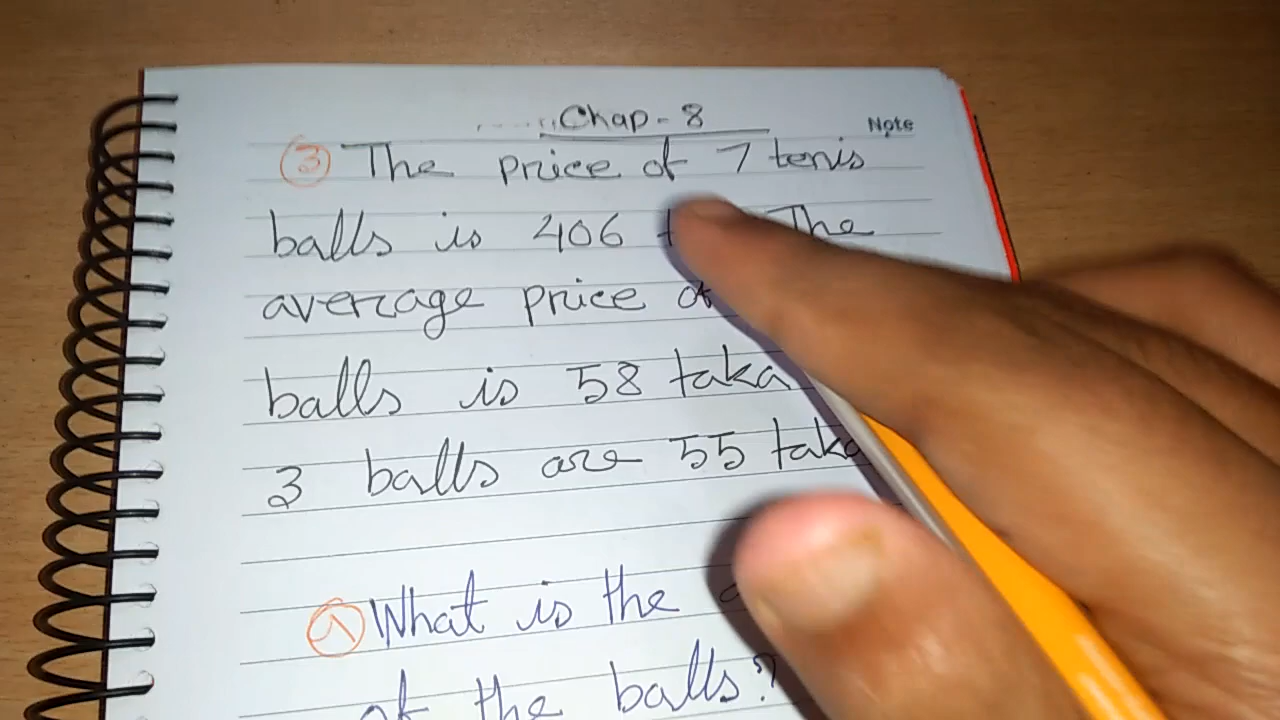 Chap - 8
Note
③ The price of 7 tenis
balls is 406 The
average price of
balls is 58 taka
3 balls are 55 taka
a What is the
of the balls?